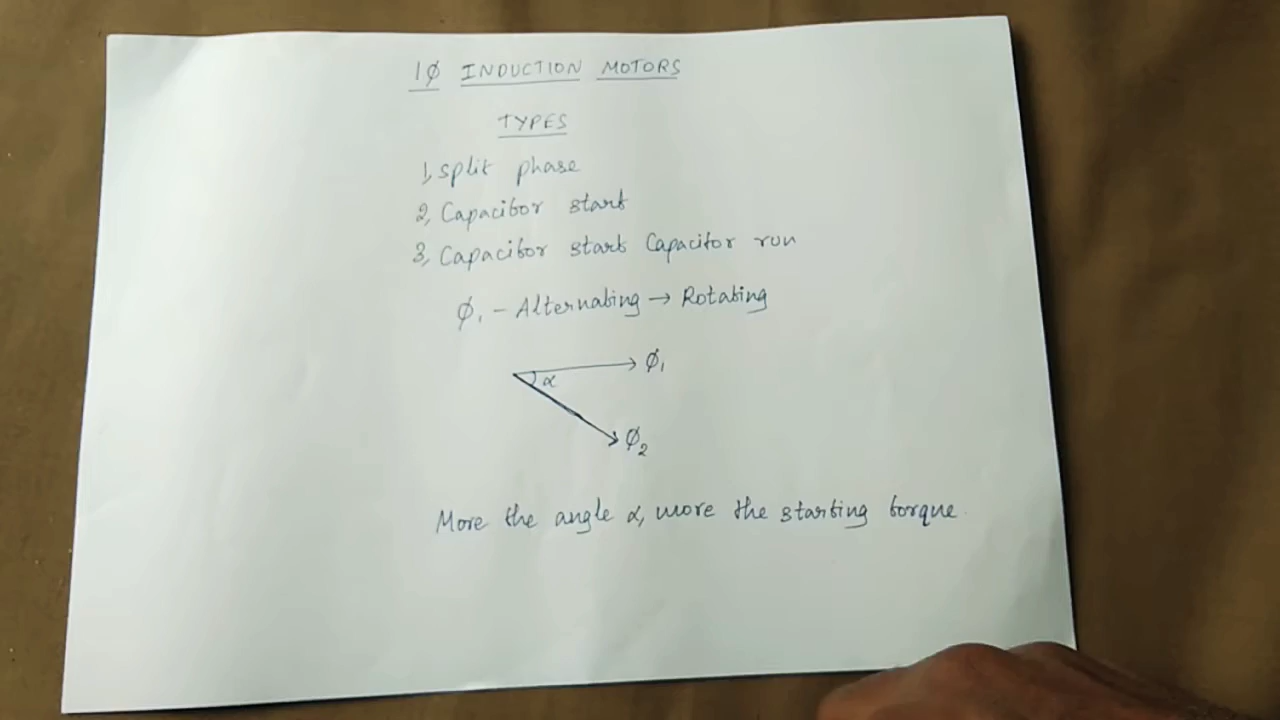 1φ INDUCTION MOTORS
TYPES
1, split phase
2, Capacitor start
3, Capacitor start Capacitor run
φ₁ - Alternating → Rotating
φ₁
α
φ₂
More the angle α, more the starting torque.